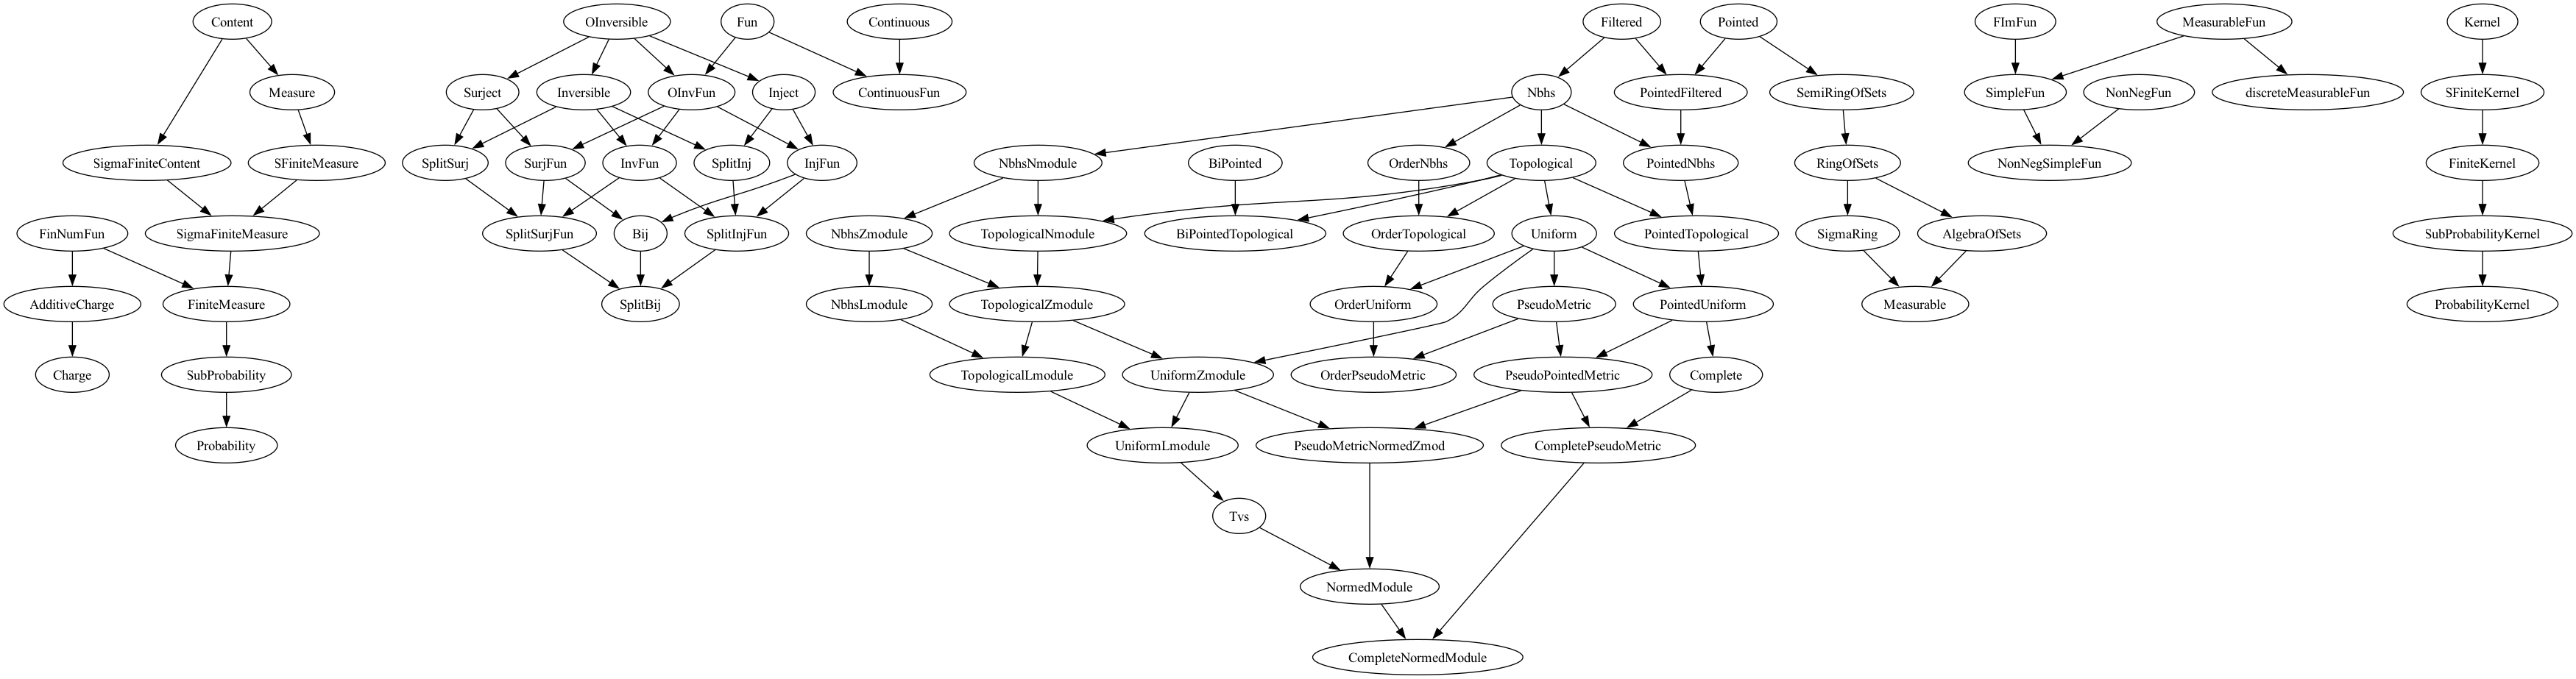 Content
OInversible
Fun
Continuous
Filtered
Pointed
FImFun
MeasurableFun
Kernel
Measure
Surject
Inversible
OInvFun
Inject
ContinuousFun
Nbhs
PointedFiltered
SemiRingOfSets
SimpleFun
NonNegFun
discreteMeasurableFun
SFiniteKernel
SigmaFiniteContent
SFiniteMeasure
SplitSurj
SurjFun
InvFun
SplitInj
InjFun
NbhsNmodule
BiPointed
OrderNbhs
Topological
PointedNbhs
RingOfSets
NonNegSimpleFun
FiniteKernel
FinNumFun
SigmaFiniteMeasure
SplitSurjFun
Bij
SplitInjFun
NbhsZmodule
TopologicalNmodule
BiPointedTopological
OrderTopological
Uniform
PointedTopological
SigmaRing
AlgebraOfSets
SubProbabilityKernel
AdditiveCharge
FiniteMeasure
SplitBij
NbhsLmodule
TopologicalZmodule
OrderUniform
PseudoMetric
PointedUniform
Measurable
ProbabilityKernel
Charge
SubProbability
TopologicalLmodule
UniformZmodule
OrderPseudoMetric
PseudoPointedMetric
Complete
Probability
UniformLmodule
PseudoMetricNormedZmod
CompletePseudoMetric
Tvs
NormedModule
CompleteNormedModule